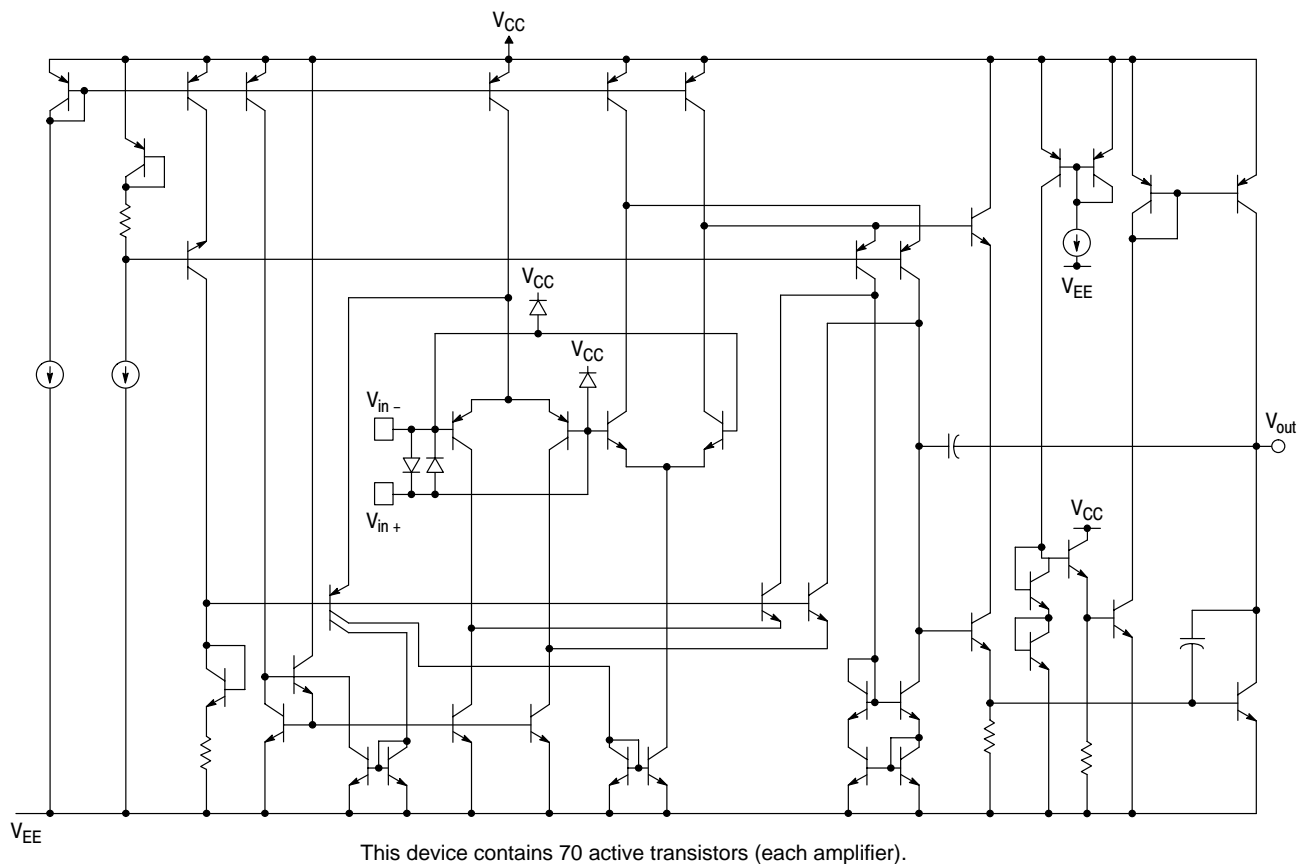 VCC
VCC
VEE
VCC
Vin –
Vout
Vin +
VCC
VEE
This device contains 70 active transistors (each amplifier).